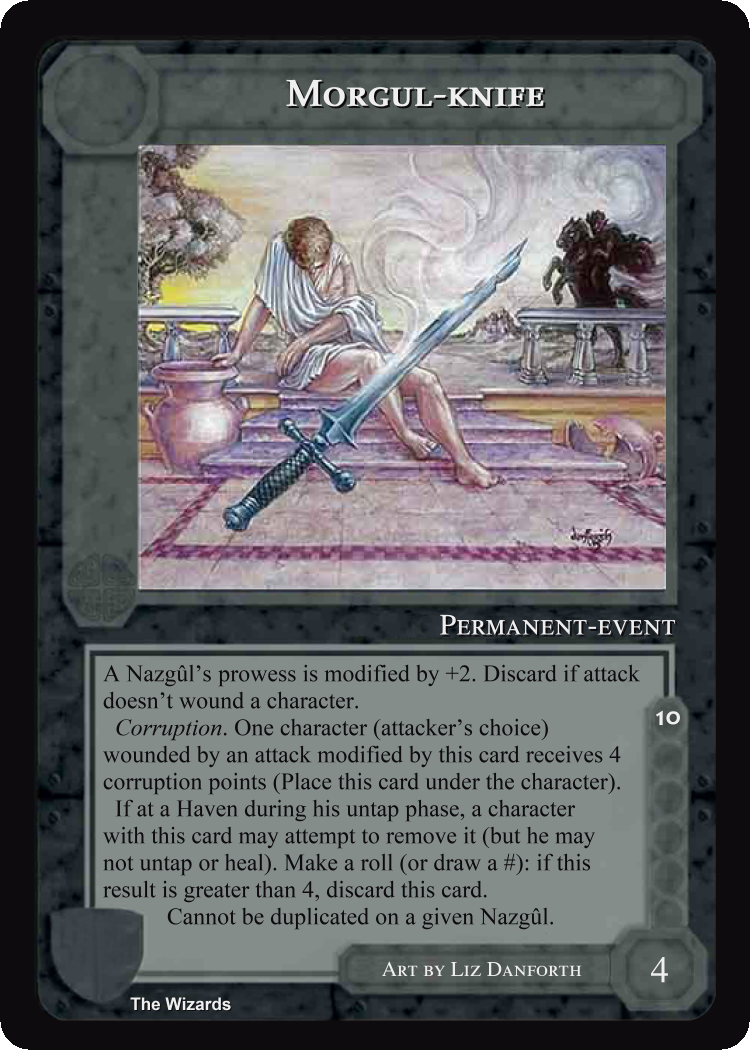 Morgul-knife
Permanent-event
A Nazgûl's prowess is modified by +2. Discard if attack
doesn't wound a character.
Corruption. One character (attacker's choice)
wounded by an attack modified by this card receives 4
corruption points (Place this card under the character).
If at a Haven during his untap phase, a character
with this card may attempt to remove it (but he may
not untap or heal). Make a roll (or draw a #): if this
result is greater than 4, discard this card.
Cannot be duplicated on a given Nazgûl.
10
Art by Liz Danforth
4
The Wizards